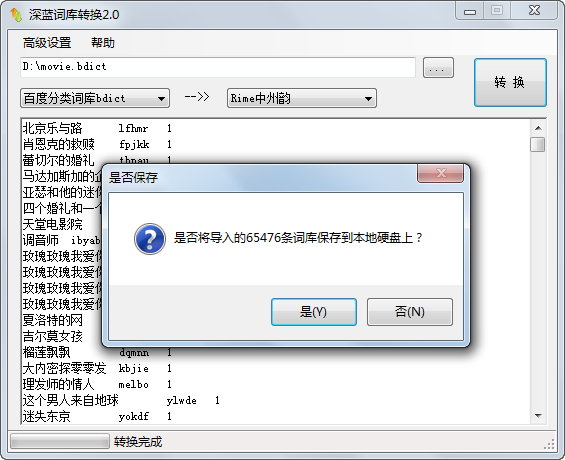 深蓝词库转换2.0
高级设置 帮助
D:\movie.bdict
...
转 换
百度分类词库bdict -->> Rime中州韵
北京乐与路 lfhmr 1
肖恩克的救赎 fpjkk 1
蕾切尔的婚礼 thpau 1
马达加斯加的企
是否保存
亚瑟和他的迷你
四个婚礼和一个
天堂电影院
是否将导入的65476条词库保存到本地硬盘上？
调音师 ibyab
玫瑰玫瑰我爱你
玫瑰玫瑰我爱你
玫瑰玫瑰我爱你
玫瑰玫瑰我爱你
是(Y) 否(N)
夏洛特的网
吉尔莫女孩
榴莲飘飘 dqmnn 1
大内密探零零发 kbjie 1
理发师的情人 melbo 1
这个男人来自地球 ylwde 1
迷失东京 yokdf 1
转换完成